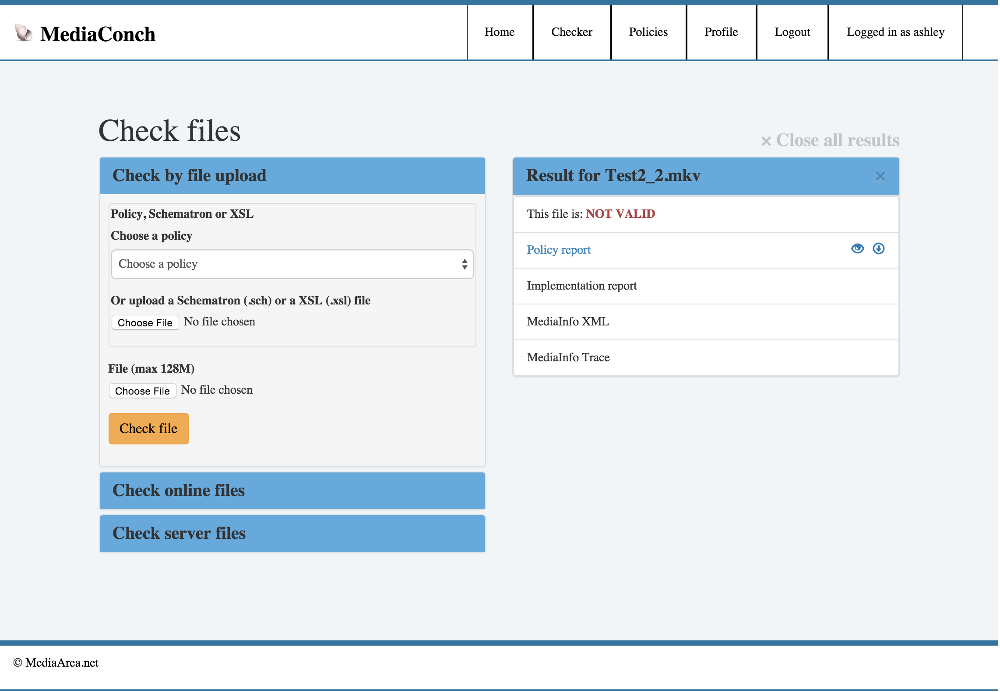 MediaConch
Home
Checker
Policies
Profile
Logout
Logged in as ashley
Check files
× Close all results
Check by file upload
Policy, Schematron or XSL
Choose a policy
Choose a policy
Or upload a Schematron (.sch) or a XSL (.xsl) file
Choose File No file chosen
File (max 128M)
Choose File No file chosen
Check file
Check online files
Check server files
Result for Test2_2.mkv ×
This file is: NOT VALID
Policy report
Implementation report
MediaInfo XML
MediaInfo Trace
© MediaArea.net